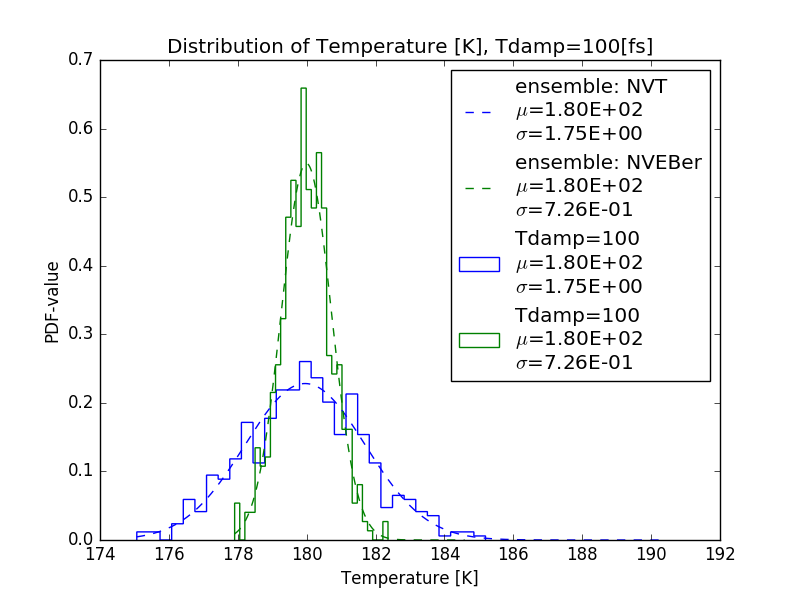 Distribution of Temperature [K], Tdamp=100[fs]
0.7
0.6
0.5
0.4
0.3
0.2
0.1
0.0
PDF-value
ensemble: NVT
μ=1.80E+02
σ=1.75E+00
ensemble: NVEBer
μ=1.80E+02
σ=7.26E-01
Tdamp=100
μ=1.80E+02
σ=1.75E+00
Tdamp=100
μ=1.80E+02
σ=7.26E-01
174 176 178 180 182 184 186 188 190 192
Temperature [K]